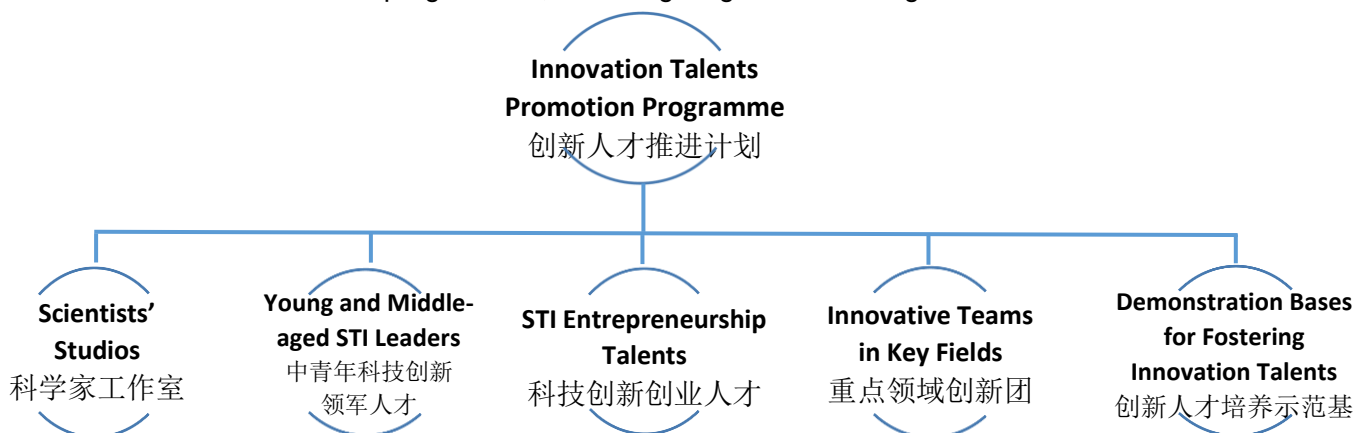 Innovation Talents
Promotion Programme
创新人才推进计划
Scientists’
Studios
科学家工作室
Young and Middle-
aged STI Leaders
中青年科技创新
领军人才
STI Entrepreneurship
Talents
科技创新创业人才
Innovative Teams
in Key Fields
重点领域创新团
Demonstration Bases
for Fostering
Innovation Talents
创新人才培养示范基